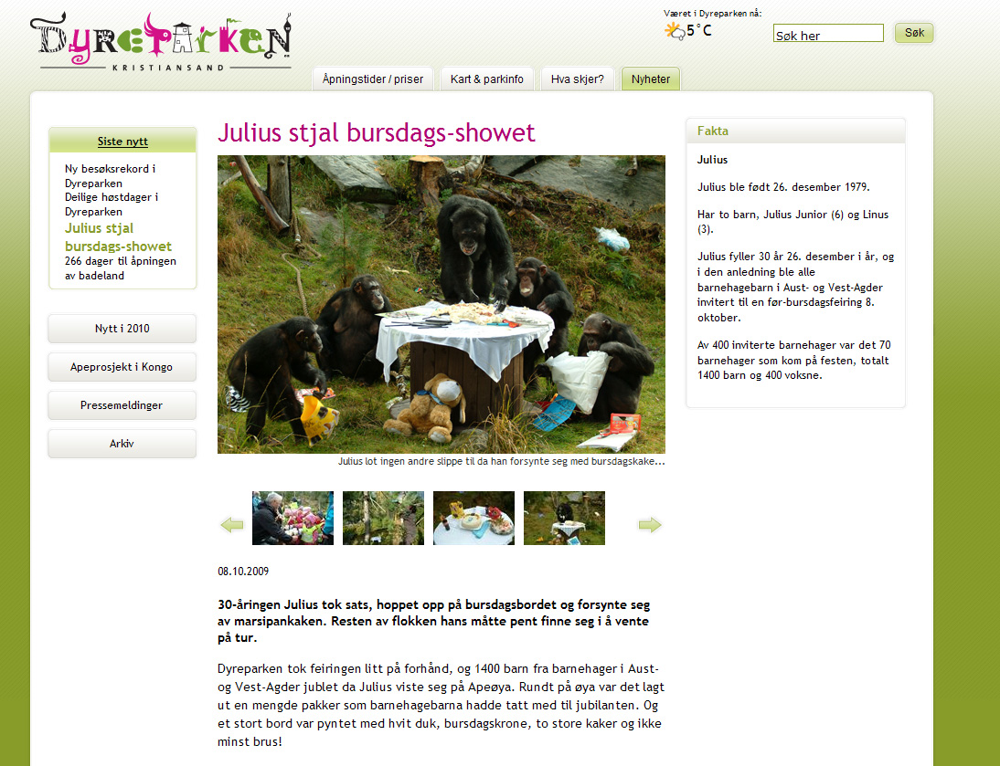 Dyreparken
KRISTIANSAND
Været i Dyreparken nå:
5°C
Søk her
Søk
Åpningstider / priser
Kart & parkinfo
Hva skjer?
Nyheter
Siste nytt
Ny besøksrekord i
Dyreparken
Deilige høstdager i
Dyreparken
Julius stjal
bursdags-showet
266 dager til åpningen
av badeland
Nytt i 2010
Apeprosjekt i Kongo
Pressemeldinger
Arkiv
Julius stjal bursdags-showet
Julius lot ingen andre slippe til da han forsynte seg med bursdagskake...
08.10.2009
30-åringen Julius tok sats, hoppet opp på bursdagsbordet og forsynte seg
av marsipankaken. Resten av flokken hans måtte pent finne seg i å vente
på tur.
Dyreparken tok feiringen litt på forhånd, og 1400 barn fra barnehager i Aust-
og Vest-Agder jublet da Julius viste seg på Apeøya. Rundt på øya var det lagt
ut en mengde pakker som barnehagebarna hadde tatt med til jubilanten. Og
et stort bord var pyntet med hvit duk, bursdagskrone, to store kaker og ikke
minst brus!
Fakta
Julius
Julius ble født 26. desember 1979.
Har to barn, Julius Junior (6) og Linus
(3).
Julius fyller 30 år 26. desember i år, og
i den anledning ble alle
barnehagebarn i Aust- og Vest-Agder
invitert til en før-bursdagsfeiring 8.
oktober.
Av 400 inviterte barnehager var det 70
barnehager som kom på festen, totalt
1400 barn og 400 voksne.